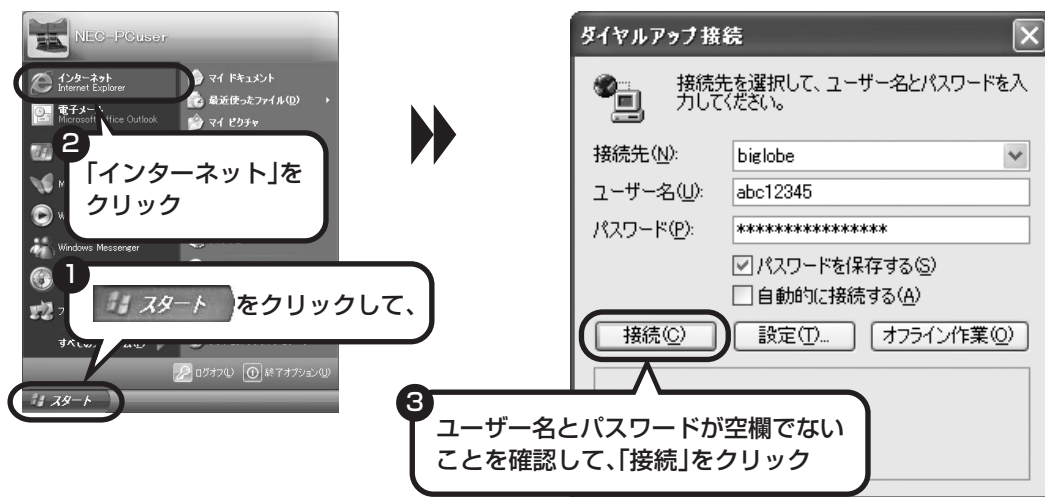 NEC-PCuser
インターネット
Internet Explorer
電子メール
Microsoft Office Outlook
マイ ドキュメント
最近使ったファイル(D)
マイ ピクチャ
2
「インターネット」を
クリック
Windows Messenger
1
スタート をクリックして、
ログオフ(L) 終了オプション(U)
スタート
ダイヤルアップ接続
接続先を選択して、ユーザー名とパスワードを入
力してください。
接続先(N): biglobe
ユーザー名(U): abc12345
パスワード(P): ****************
パスワードを保存する(S)
自動的に接続する(A)
接続(C) 設定(T)... オフライン作業(O)
3
ユーザー名とパスワードが空欄でない
ことを確認して、「接続」をクリック